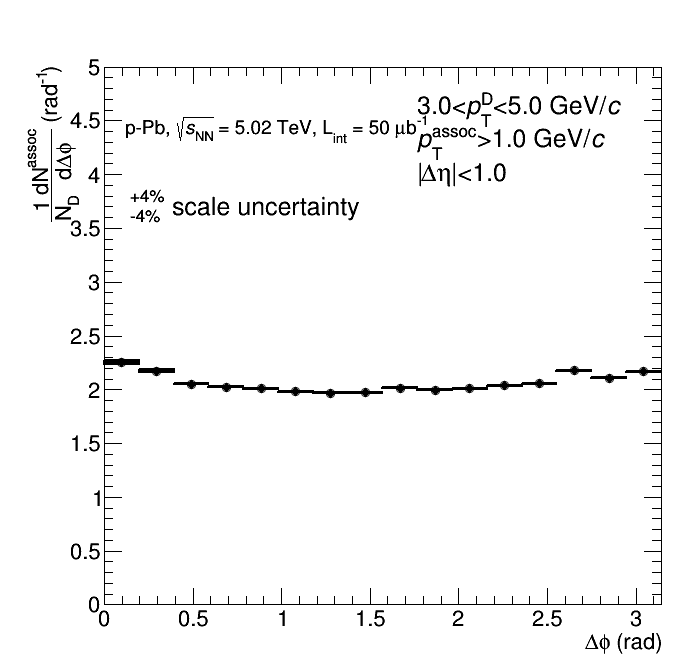 1 dN^assoc / N_D dΔϕ (rad⁻¹)
3.0<p_T^D<5.0 GeV/c
p-Pb, √s_NN = 5.02 TeV, L_int = 50 μb⁻¹
p_T^assoc>1.0 GeV/c
|Δη|<1.0
+4%
-4% scale uncertainty
5
4.5
4
3.5
3
2.5
2
1.5
1
0.5
0
0 0.5 1 1.5 2 2.5 3
Δϕ (rad)